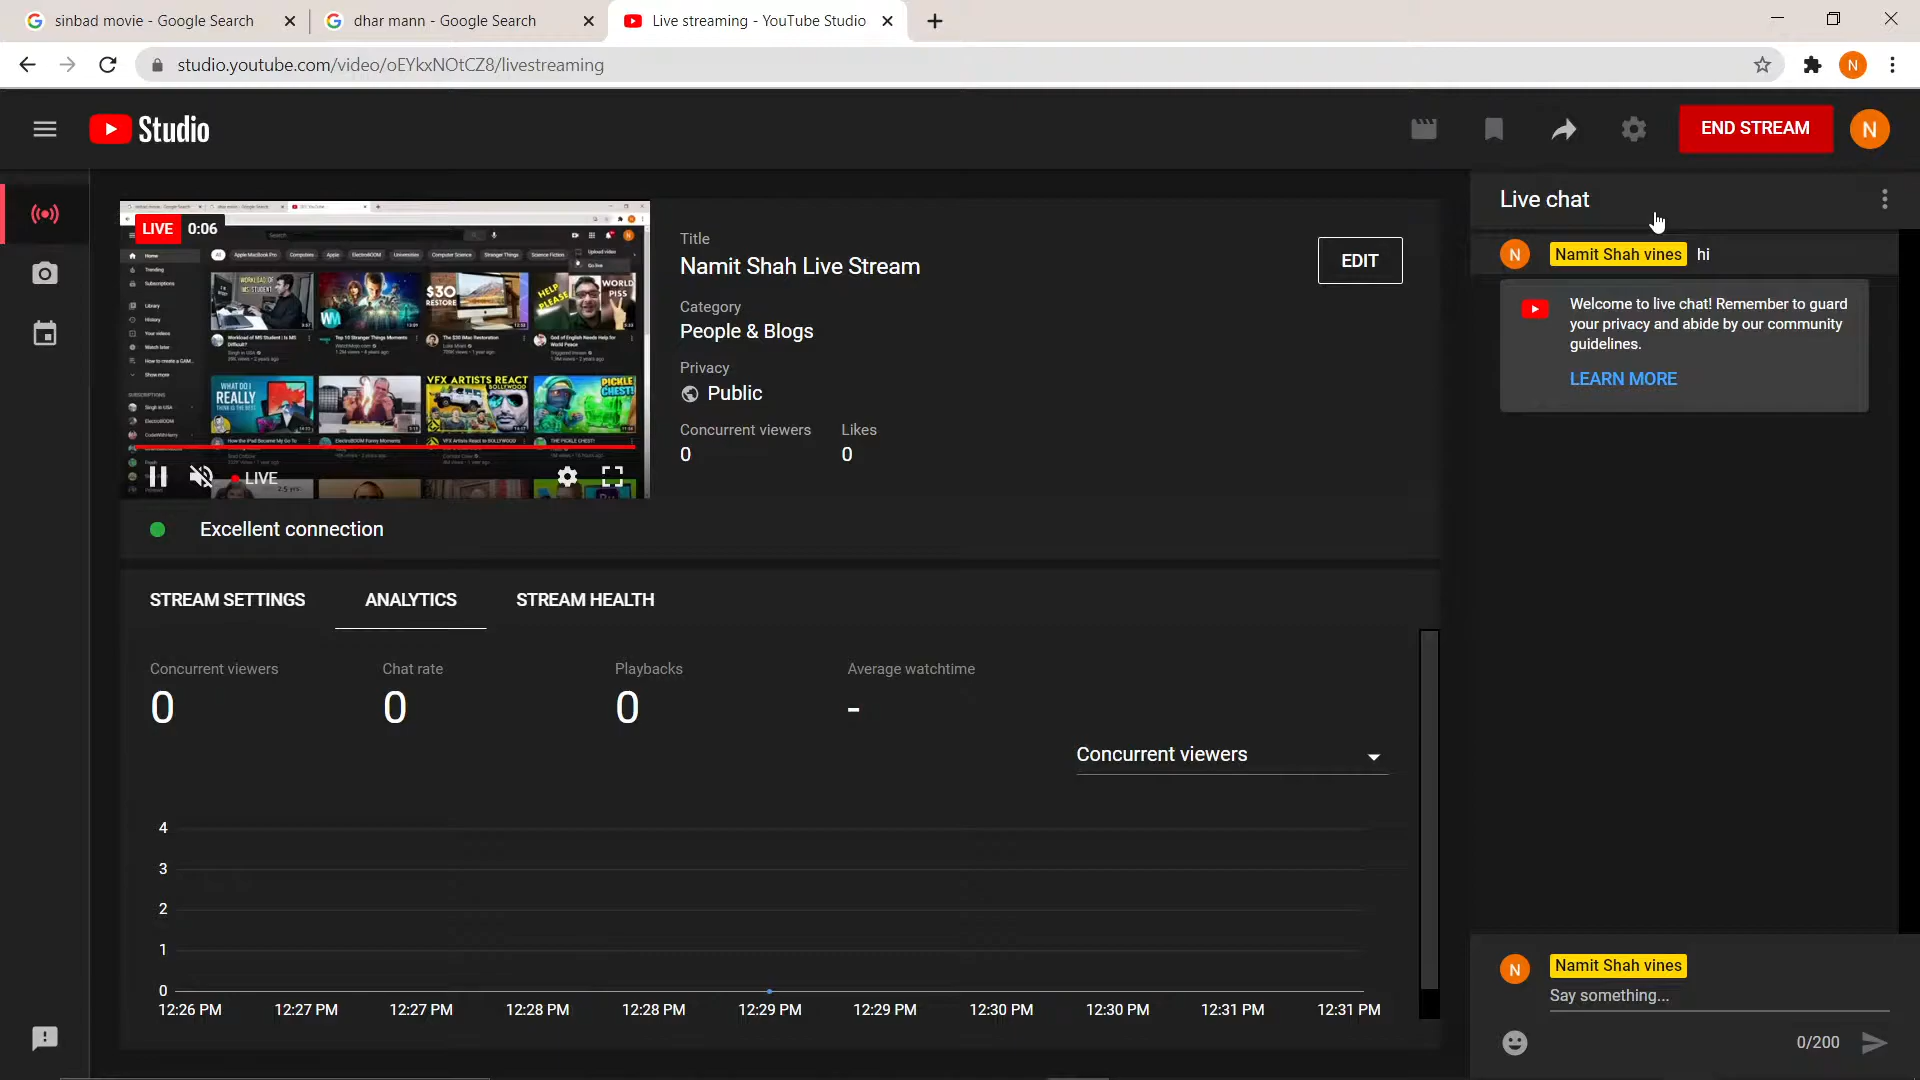 sinbad movie - Google Search
dhar mann - Google Search
Live streaming - YouTube Studio
studio.youtube.com/video/oEYkxNOtCZ8/livestreaming
Studio
END STREAM
N
LIVE 0:06
LIVE
Title
Namit Shah Live Stream
EDIT
Category
People & Blogs
Privacy
Public
Concurrent viewers Likes
0 0
Excellent connection
STREAM SETTINGS ANALYTICS STREAM HEALTH
Concurrent viewers Chat rate Playbacks Average watchtime
0 0 0 -
Concurrent viewers
4
3
2
1
0
12:26 PM 12:27 PM 12:27 PM 12:28 PM 12:28 PM 12:29 PM 12:29 PM 12:30 PM 12:30 PM 12:31 PM 12:31 PM
Live chat
N Namit Shah vines hi
Welcome to live chat! Remember to guard
your privacy and abide by our community
guidelines.
LEARN MORE
N Namit Shah vines
Say something...
0/200